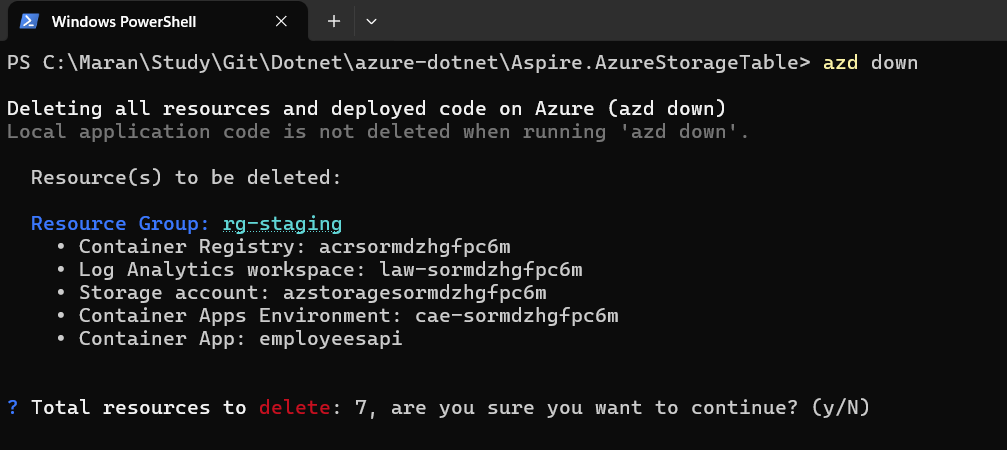 Windows PowerShell
PS C:\Maran\Study\Git\Dotnet\azure-dotnet\Aspire.AzureStorageTable> azd down
Deleting all resources and deployed code on Azure (azd down)
Local application code is not deleted when running 'azd down'.
Resource(s) to be deleted:
Resource Group: rg-staging
• Container Registry: acrsormdzhgfpc6m
• Log Analytics workspace: law-sormdzhgfpc6m
• Storage account: azstoragesormdzhgfpc6m
• Container Apps Environment: cae-sormdzhgfpc6m
• Container App: employeesapi
? Total resources to delete: 7, are you sure you want to continue? (y/N)